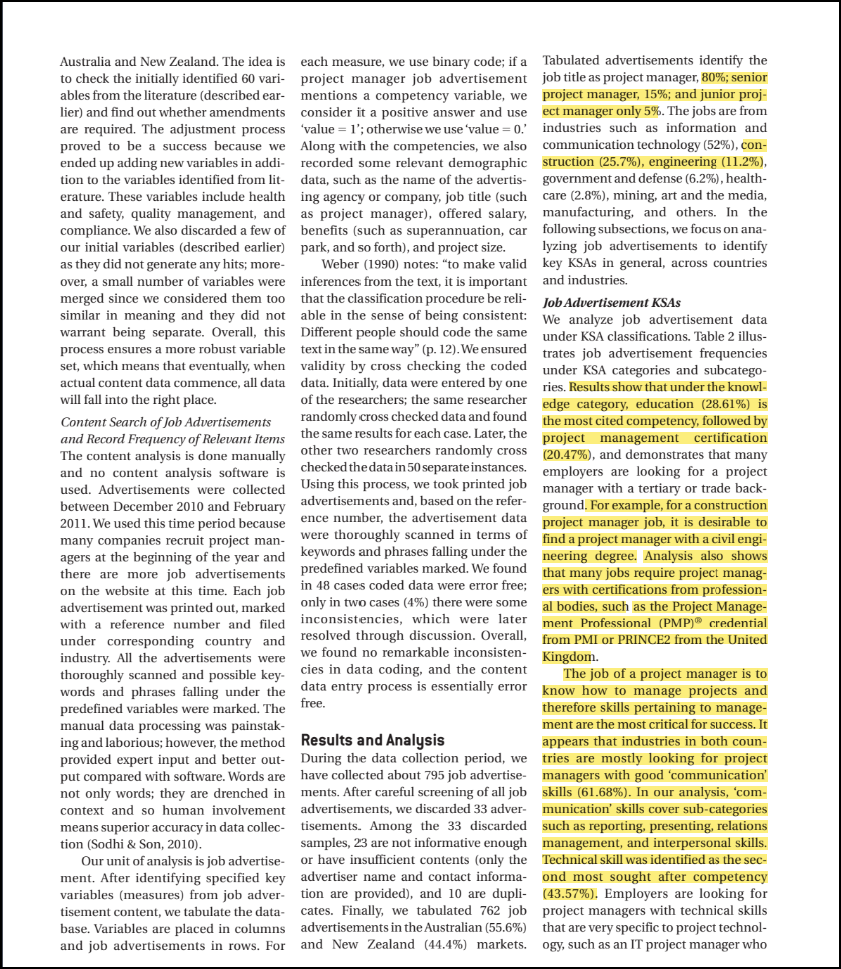 Australia and New Zealand. The idea is
to check the initially identified 60 vari-
ables from the literature (described ear-
lier) and find out whether amendments
are required. The adjustment process
proved to be a success because we
ended up adding new variables in addi-
tion to the variables identified from lit-
erature. These variables include health
and safety, quality management, and
compliance. We also discarded a few of
our initial variables (described earlier)
as they did not generate any hits; more-
over, a small number of variables were
merged since we considered them too
similar in meaning and they did not
warrant being separate. Overall, this
process ensures a more robust variable
set, which means that eventually, when
actual content data commence, all data
will fall into the right place.
Content Search of Job Advertisements
and Record Frequency of Relevant Items
The content analysis is done manually
and no content analysis software is
used. Advertisements were collected
between December 2010 and February
2011. We used this time period because
many companies recruit project man-
agers at the beginning of the year and
there are more job advertisements
on the website at this time. Each job
advertisement was printed out, marked
with a reference number and filed
under corresponding country and
industry. All the advertisements were
thoroughly scanned and possible key-
words and phrases falling under the
predefined variables were marked. The
manual data processing was painstak-
ing and laborious; however, the method
provided expert input and better out-
put compared with software. Words are
not only words; they are drenched in
context and so human involvement
means superior accuracy in data collec-
tion (Sodhi & Son, 2010).
Our unit of analysis is job advertise-
ment. After identifying specified key
variables (measures) from job adver-
tisement content, we tabulate the data-
base. Variables are placed in columns
and job advertisements in rows. For
each measure, we use binary code; if a
project manager job advertisement
mentions a competency variable, we
consider it a positive answer and use
‘value = 1’; otherwise we use ‘value = 0.’
Along with the competencies, we also
recorded some relevant demographic
data, such as the name of the advertis-
ing agency or company, job title (such
as project manager), offered salary,
benefits (such as superannuation, car
park, and so forth), and project size.
Weber (1990) notes: “to make valid
inferences from the text, it is important
that the classification procedure be reli-
able in the sense of being consistent:
Different people should code the same
text in the same way” (p. 12). We ensured
validity by cross checking the coded
data. Initially, data were entered by one
of the researchers; the same researcher
randomly cross checked data and found
the same results for each case. Later, the
other two researchers randomly cross
checked the data in 50 separate instances.
Using this process, we took printed job
advertisements and, based on the refer-
ence number, the advertisement data
were thoroughly scanned in terms of
keywords and phrases falling under the
predefined variables marked. We found
in 48 cases coded data were error free;
only in two cases (4%) there were some
inconsistencies, which were later
resolved through discussion. Overall,
we found no remarkable inconsisten-
cies in data coding, and the content
data entry process is essentially error
free.
Results and Analysis
During the data collection period, we
have collected about 795 job advertise-
ments. After careful screening of all job
advertisements, we discarded 33 adver-
tisements. Among the 33 discarded
samples, 23 are not informative enough
or have insufficient contents (only the
advertiser name and contact informa-
tion are provided), and 10 are dupli-
cates. Finally, we tabulated 762 job
advertisements in the Australian (55.6%)
and New Zealand (44.4%) markets.
Tabulated advertisements identify the
job title as project manager, 80%; senior
project manager, 15%; and junior proj-
ect manager only 5%. The jobs are from
industries such as information and
communication technology (52%), con-
struction (25.7%), engineering (11.2%),
government and defense (6.2%), health-
care (2.8%), mining, art and the media,
manufacturing, and others. In the
following subsections, we focus on ana-
lyzing job advertisements to identify
key KSAs in general, across countries
and industries.
Job Advertisement KSAs
We analyze job advertisement data
under KSA classifications. Table 2 illus-
trates job advertisement frequencies
under KSA categories and subcatego-
ries. Results show that under the knowl-
edge category, education (28.61%) is
the most cited competency, followed by
project management certification
(20.47%), and demonstrates that many
employers are looking for a project
manager with a tertiary or trade back-
ground. For example, for a construction
project manager job, it is desirable to
find a project manager with a civil engi-
neering degree. Analysis also shows
that many jobs require project manag-
ers with certifications from profession-
al bodies, such as the Project Manage-
ment Professional (PMP)® credential
from PMI or PRINCE2 from the United
Kingdom.
The job of a project manager is to
know how to manage projects and
therefore skills pertaining to manage-
ment are the most critical for success. It
appears that industries in both coun-
tries are mostly looking for project
managers with good ‘communication’
skills (61.68%). In our analysis, ‘com-
munication’ skills cover sub-categories
such as reporting, presenting, relations
management, and interpersonal skills.
Technical skill was identified as the sec-
ond most sought after competency
(43.57%). Employers are looking for
project managers with technical skills
that are very specific to project technol-
ogy, such as an IT project manager who